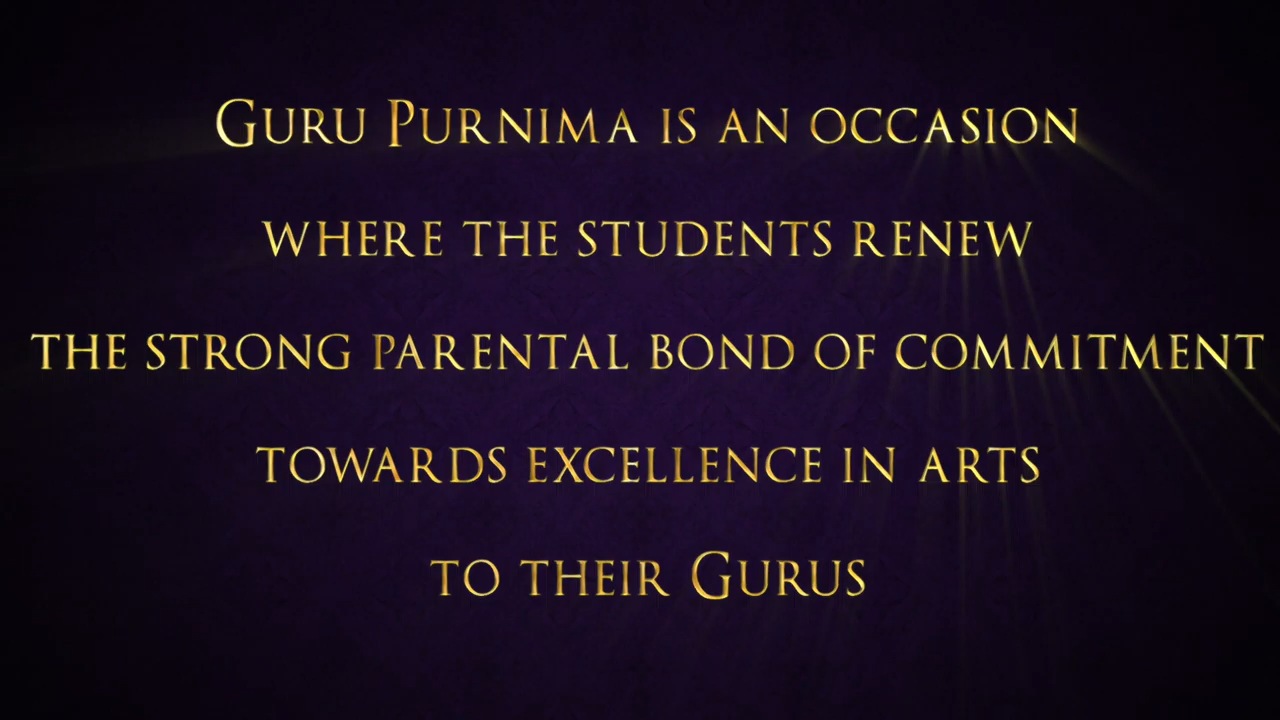 Guru Purnima is an occasion
where the students renew
the strong parental bond of commitment
towards excellence in arts
to their Gurus